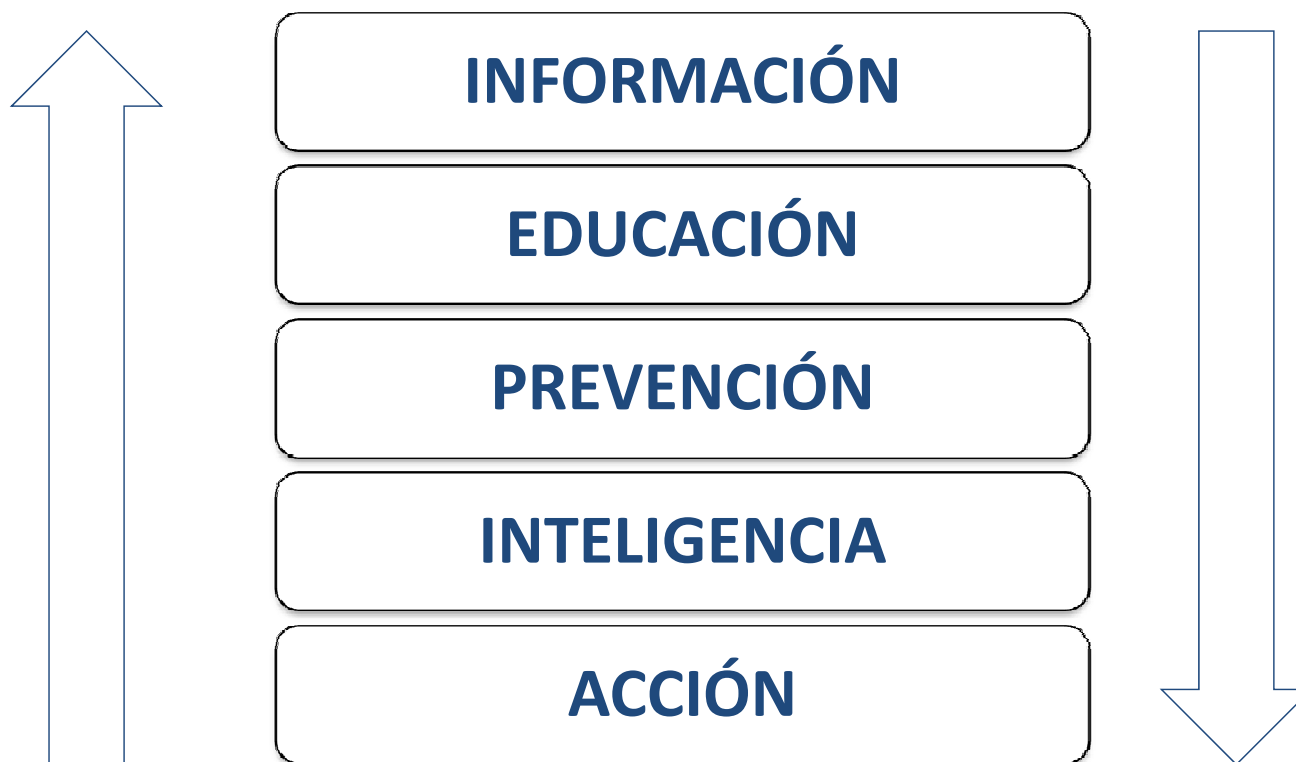 INFORMACIÓN
EDUCACIÓN
PREVENCIÓN
INTELIGENCIA
ACCIÓN